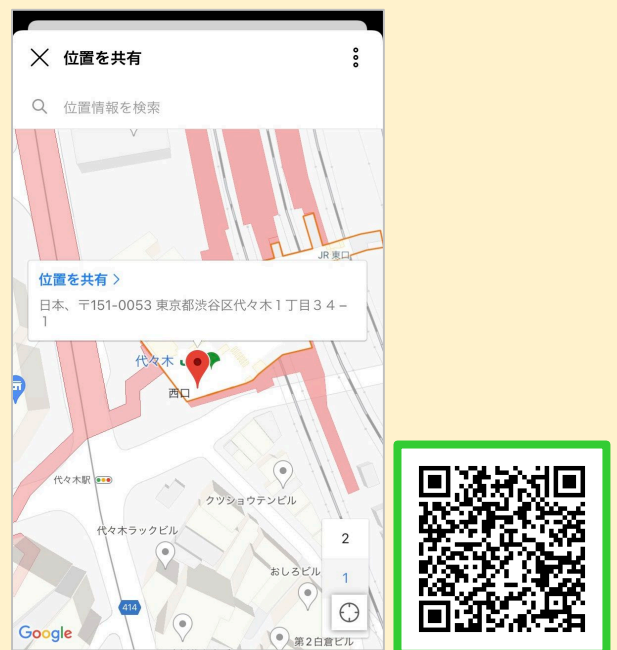 位置を共有
位置情報を検索
JR 東口
位置を共有 >
日本、〒151-0053 東京都渋谷区代々木1丁目34−
1
代々木
西口
代々木駅
クツショウテンビル
代々木ラックビル
2
おしろビル
1
414
Google
第2白倉ビル